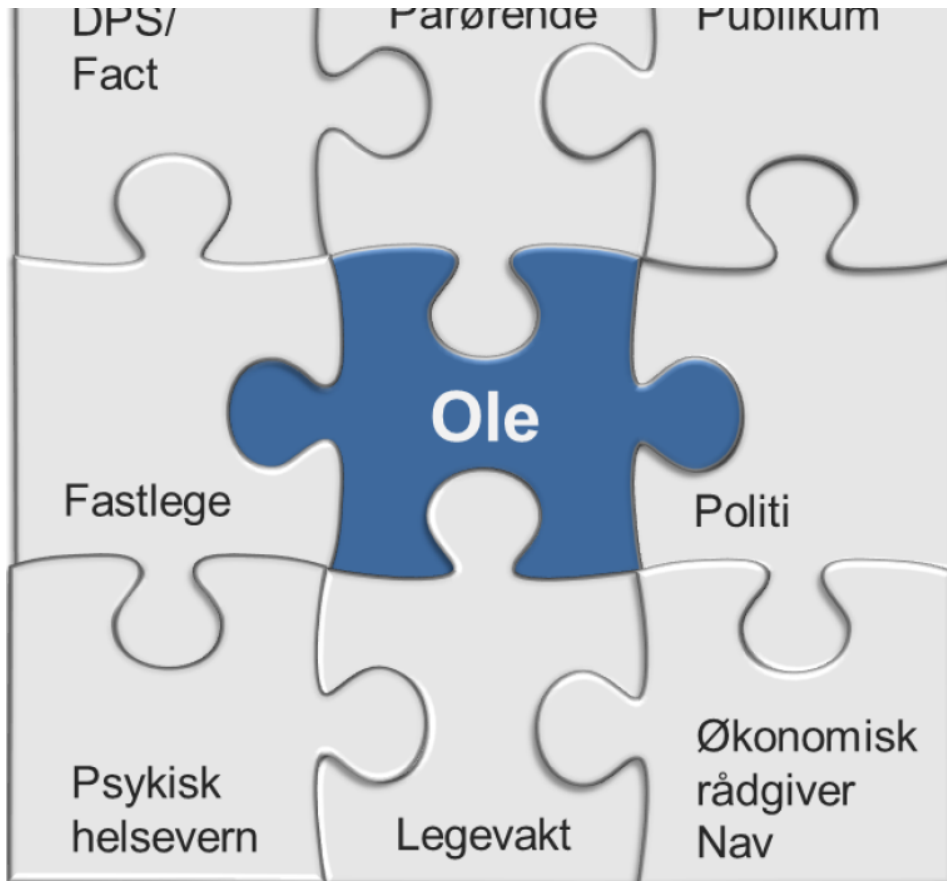 DPS/
Fact
Pårørende
Publikum
Fastlege
Ole
Politi
Psykisk
helsevern
Legevakt
Økonomisk
rådgiver
Nav